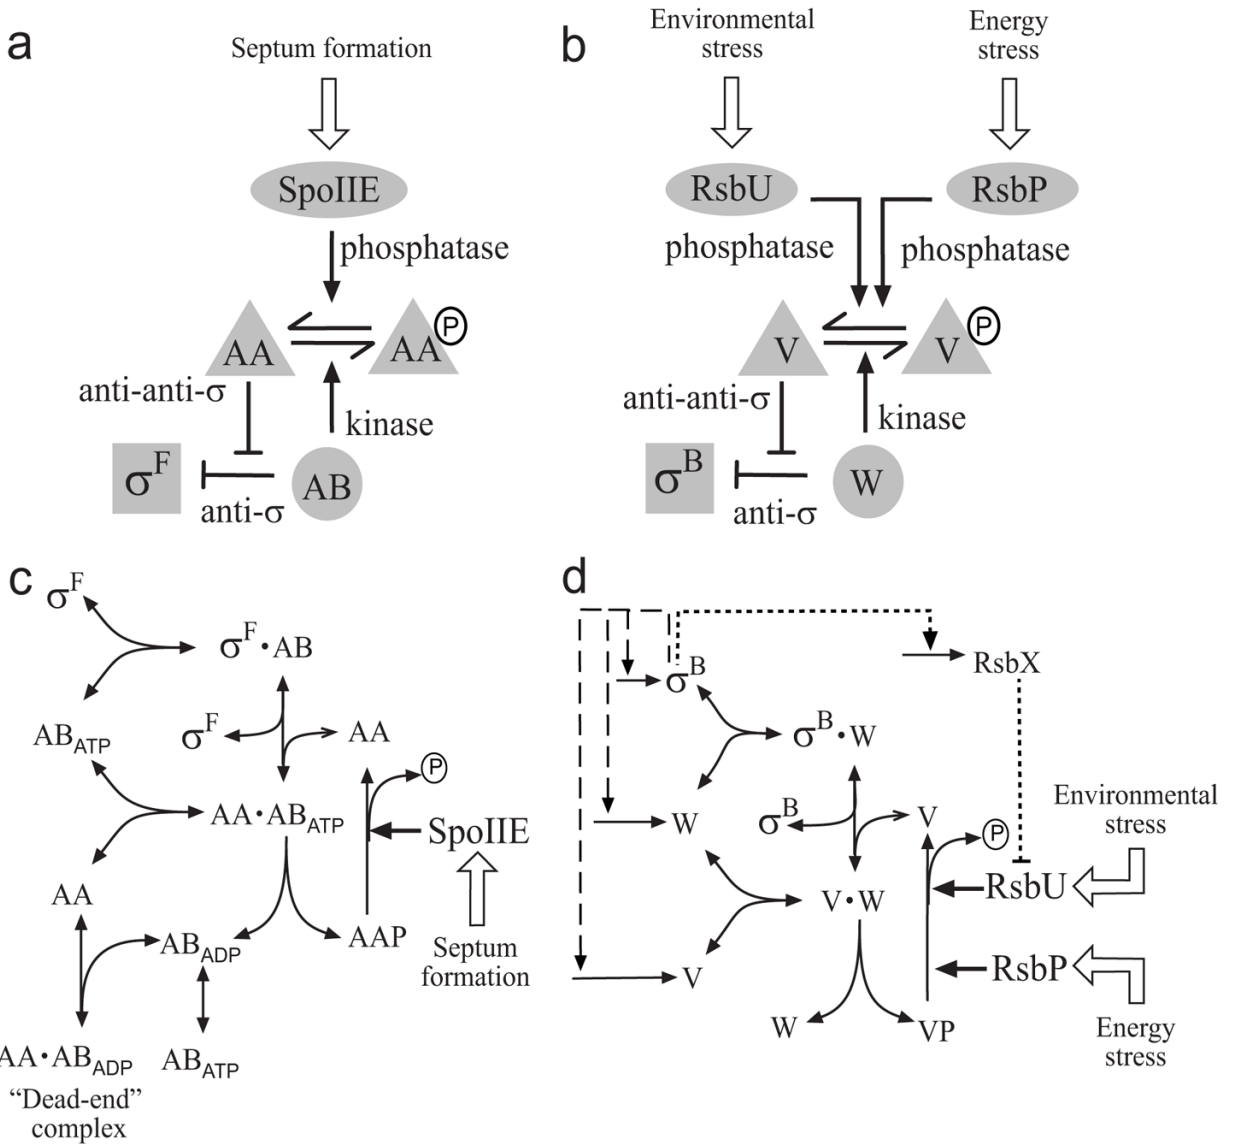 a
Septum formation
SpoIIE
phosphatase
AA
AA
P
anti-anti-σ
kinase
σF
AB
anti-σ
b
Environmental
stress
Energy
stress
RsbU
RsbP
phosphatase
phosphatase
V
V
P
anti-anti-σ
kinase
σB
W
anti-σ
c
σF
σF•AB
σF
AA
ABATP
P
AA•ABATP
SpoIIE
AA
ABADP
AAP
Septum
formation
AA•ABADP
ABATP
“Dead-end”
complex
d
σB
RsbX
σB•W
Environmental
stress
W
σB
V
P
V•W
RsbU
V
RsbP
W
VP
Energy
stress